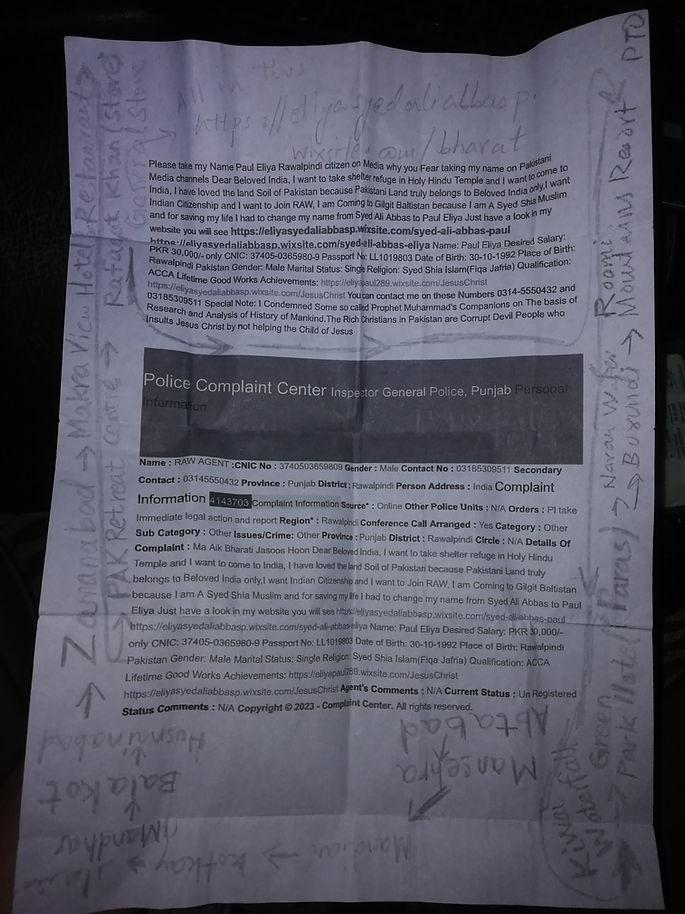 All in this
https://eliyasyedaliabbasp.
wixsite.com/bharat
Please take my Name Paul Eliya Rawalpindi citizen on Media why you Fear taking my name on Pakistani
Media channels Dear Beloved India, I want to take shelter refuge in Holy Hindu Temple and I want to come to
India, I have loved the land Soil of Pakistan because Pakistani Land truly belongs to Beloved India only,I want
Indian Citizenship and I want to Join RAW, I am Coming to Gilgit Baltistan because I am A Syed Shia Muslim
and for saving my Life I had to change my name from Syed Ali Abbas to Paul Eliya Just have a look in my
website you will see https://eliyasyedaliabbasp.wixsite.com/syed-ali-abbas-paul
https://eliyasyedaliabbasp.wixsite.com/syed-ali-abbas-eliya Name: Paul Eliya Desired Salary:
PKR 30,000/- only CNIC: 37405-0365980-9 Passport No: LL1019803 Date of Birth: 30-10-1992 Place of Birth:
Rawalpindi Pakistan Gender: Male Marital Status: Single Religion: Syed Shia Islam(Fiqa Jafria) Qualification:
ACCA Lifetime Good Works Achievements: https://eliyapaul289.wixsite.com/JesusChrist
https://eliyasyedaliabbasp.wixsite.com/JesusChrist You can contact me on these Numbers 0314-5550432 and
03185309511 Special Note: I Condemned Some so called Prophet Muhammad's Companions on The basis of
Research and Analysis of History of Mankind.The Rich Christians in Pakistan are Corrupt Devil People who
Insults Jesus Christ by not helping the Child of Jesus
Police Complaint Center Inspector General Police, Punjab Personal
Information
Name : RAW AGENT :CNIC No : 3740503659809 Gender : Male Contact No : 03185309511 Secondary
Contact : 03145550432 Province : Punjab District : Rawalpindi Person Address : India Complaint
Information 4143703 Complaint Information Source* : Online Other Police Units : N/A Orders : Pl take
Immediate legal action and report Region* : Rawalpindi Conference Call Arranged : Yes Category : Other
Sub Category : Other Issues/Crime: Other Province : Punjab District : Rawalpindi Circle : N/A Details Of
Complaint : Ma Aik Bharati Jasoos Hoon Dear Beloved India, I want to take shelter refuge in Holy Hindu
Temple and I want to come to India, I have loved the land Soil of Pakistan because Pakistani Land truly
belongs to Beloved India only,I want Indian Citizenship and I want to Join RAW, I am Coming to Gilgit Baltistan
because I am A Syed Shia Muslim and for saving my life I had to change my name from Syed Ali Abbas to Paul
Eliya Just have a look in my website you will see https://eliyasyedaliabbasp.wixsite.com/syed-ali-abbas-paul
https://eliyasyedaliabbasp.wixsite.com/syed-ali-abbas-eliya Name: Paul Eliya Desired Salary: PKR 30,000/-
only CNIC: 37405-0365980-9 Passport No: LL1019803 Date of Birth: 30-10-1992 Place of Birth: Rawalpindi
Pakistan Gender: Male Marital Status: Single Religion: Syed Shia Islam(Fiqa Jafria) Qualification: ACCA
Lifetime Good Works Achievements: https://eliyapaul289.wixsite.com/JesusChrist
https://eliyasyedaliabbasp.wixsite.com/JesusChrist Agent's Comments : N/A Current Status : Un Registered
Status Comments : N/A Copyright © 2023 - Complaint Center. All rights reserved.
Abtabad
Mansehra
Mandian → Kotkay →
Mandhar
Balakot
Husnainabad
→ Zananabad → Makra View Hotel Restaurant →
→ PAK Retreat Centre → Rafaqat Khan (Store)
General Store
Kiwai
Waterfall
Green
→ Park Hotel (Paras) → Naran Water
→ Burundi → Roomi
Mountains Resort
PTO